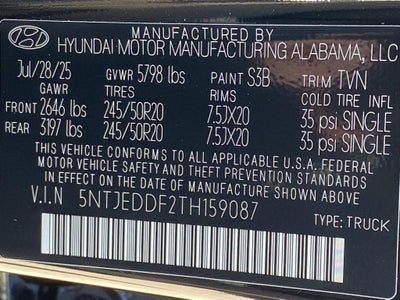 BY
HYUNDAI MOTOR MANUFACTURING ALABAMA, LLC
Jul/28/25 GVWR 5798 lbs PAINT S3B TRIM TVN
GAWR TIRES RIMS COLD TIRE INFL
FRONT 2646 lbs 245/50R20 7.5JX20 35 psi SINGLE
REAR 3197 lbs 245/50R20 7.5JX20 35 psi SINGLE
THIS VEHICLE CONFORMS TO ALL APPLICABLE U.S.A. FEDERAL
MOTOR VEHICLE SAFETY AND BUMPER STANDARDS
IN EFFECT ON THE DATE OF MANUFACTURE SHOWN ABOVE.
V.I.N 5NTJEDDF2TH159087
TYPE: TRUCK